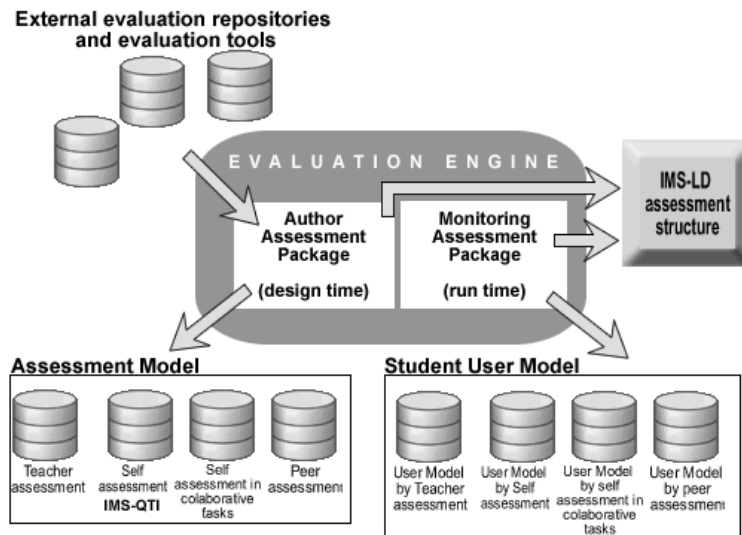 External evaluation repositories
and evaluation tools
EVALUATION ENGINE
Author
Assessment
Package
(design time)
Monitoring
Assessment
Package
(run time)
IMS-LD
assessment
structure
Assessment Model
Teacher
assessment
Self
assessment
IMS-QTI
Self
assessment in
colaborative
tasks
Peer
assessment
Student User Model
User Model
by Teacher
assessment
User Model
by Self
assessment
User Model
by self
assessment in
colaborative
tasks
User Model
by peer
assessment